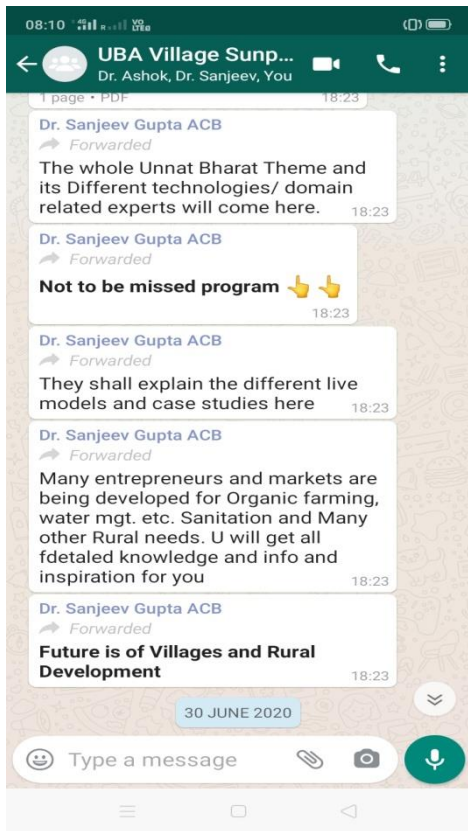 08:10 4G R VO LTE
UBA Village Sunp...
Dr. Ashok, Dr. Sanjeev, You
1 page • PDF 18:23
Dr. Sanjeev Gupta ACB
Forwarded
The whole Unnat Bharat Theme and
its Different technologies/ domain
related experts will come here. 18:23
Dr. Sanjeev Gupta ACB
Forwarded
Not to be missed program 👆 👆
18:23
Dr. Sanjeev Gupta ACB
Forwarded
They shall explain the different live
models and case studies here 18:23
Dr. Sanjeev Gupta ACB
Forwarded
Many entrepreneurs and markets are
being developed for Organic farming,
water mgt. etc. Sanitation and Many
other Rural needs. U will get all
fdetaled knowledge and info and
inspiration for you 18:23
Dr. Sanjeev Gupta ACB
Forwarded
Future is of Villages and Rural
Development 18:23
30 JUNE 2020
Type a message